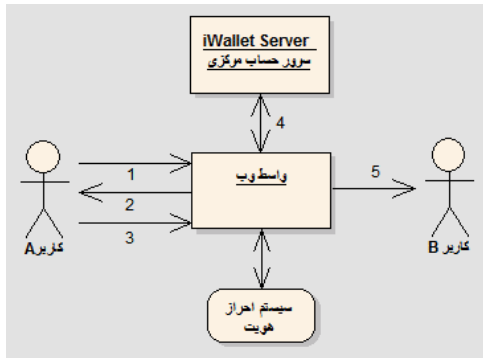 iWallet Server
سرور حساب مرکزی
4
واسط وب
1
2
3
5
کاربر A
کاربر B
سیستم احراز
هویت